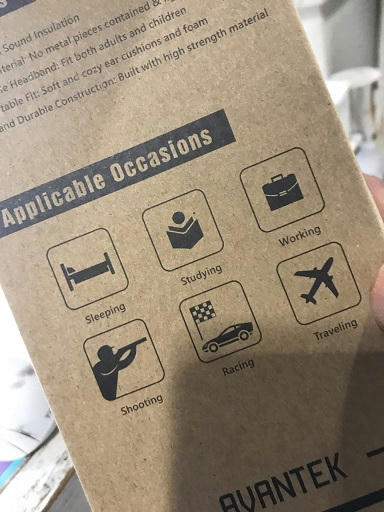 s
Sound Insulation
terial: No metal pieces contained &
e Headband: Fit both adults and children
table Fit: Soft and cozy ear cushions and foam
and Durable Construction: Built with high strength material
Applicable Occasions
Sleeping
Studying
Working
Shooting
Racing
Traveling
AVANTEK